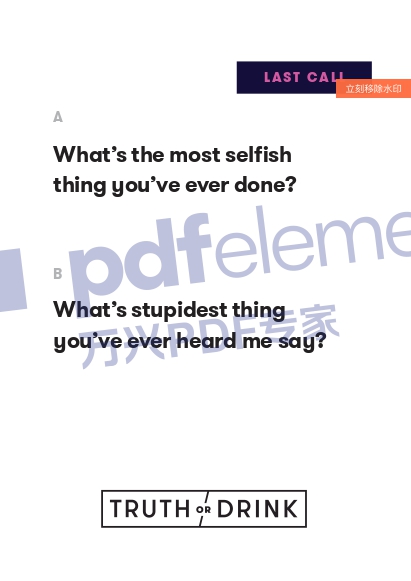 LAST CALL
立刻移除水印
A
What's the most selfish
thing you've ever done?
pdfeleme
B
What's stupidest thing
you've ever heard me say?
万兴PDF专家
TRUTH OR DRINK